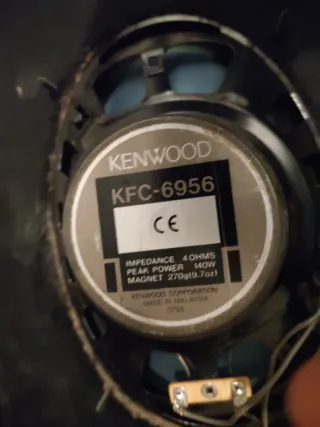 KENWOOD
KFC-6956
CE
IMPEDANCE 4 OHMS
PEAK POWER 140W
MAGNET 270g(9.7oz)
KENWOOD CORPORATION
MADE IN MALAYSIA